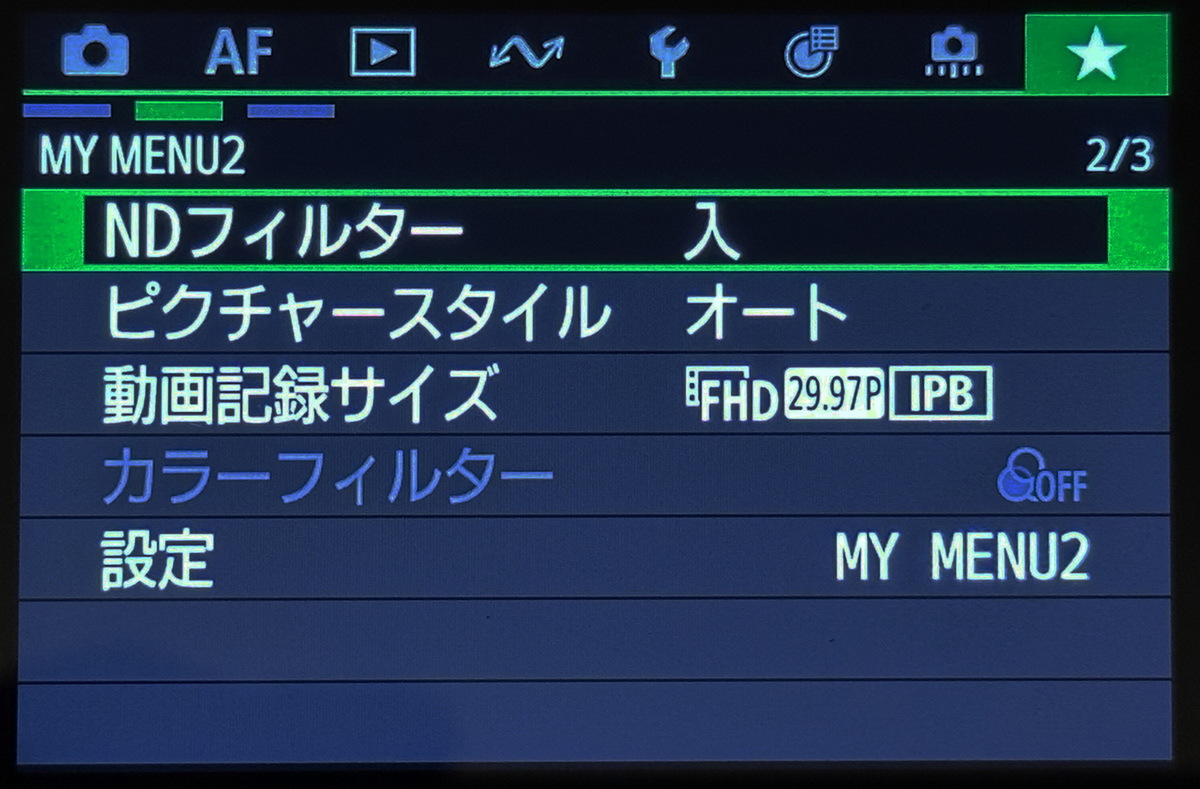 AF
MY MENU2 2/3
NDフィルター 入
ピクチャースタイル オート
動画記録サイズ FHD 29.97P IPB
カラーフィルター OFF
設定 MY MENU2